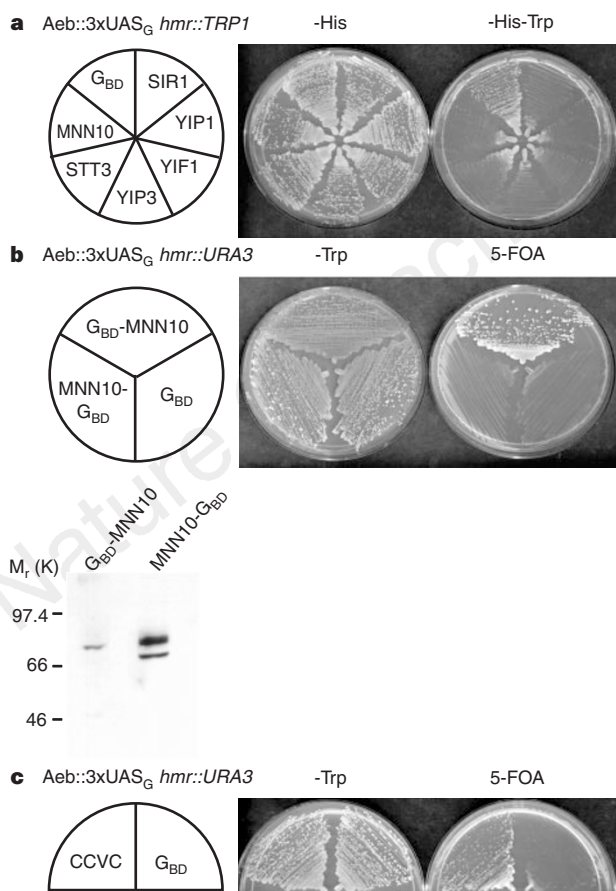 a Aeb::3xUAS_G hmr::TRP1 -His -His-Trp
G_BD SIR1
MNN10 YIP1
STT3 YIF1
YIP3
b Aeb::3xUAS_G hmr::URA3 -Trp 5-FOA
G_BD-MNN10
MNN10-
G_BD G_BD
G_BD-MNN10
MNN10-G_BD
M_r (K)
97.4
66
46
c Aeb::3xUAS_G hmr::URA3 -Trp 5-FOA
CCVC G_BD